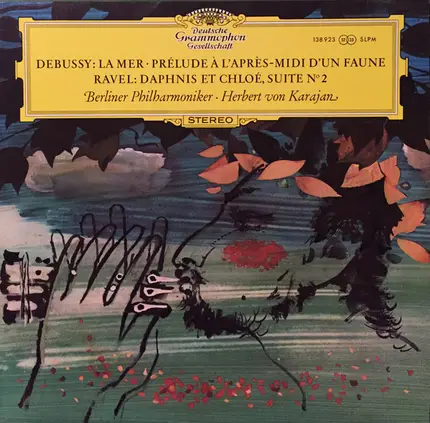 Deutsche
Grammophon
Gesellschaft
138 923 SLPM
DEBUSSY: LA MER · PRÉLUDE À L'APRÈS-MIDI D'UN FAUNE
RAVEL: DAPHNIS ET CHLOÉ, SUITE Nº 2
Berliner Philharmoniker · Herbert von Karajan
STEREO